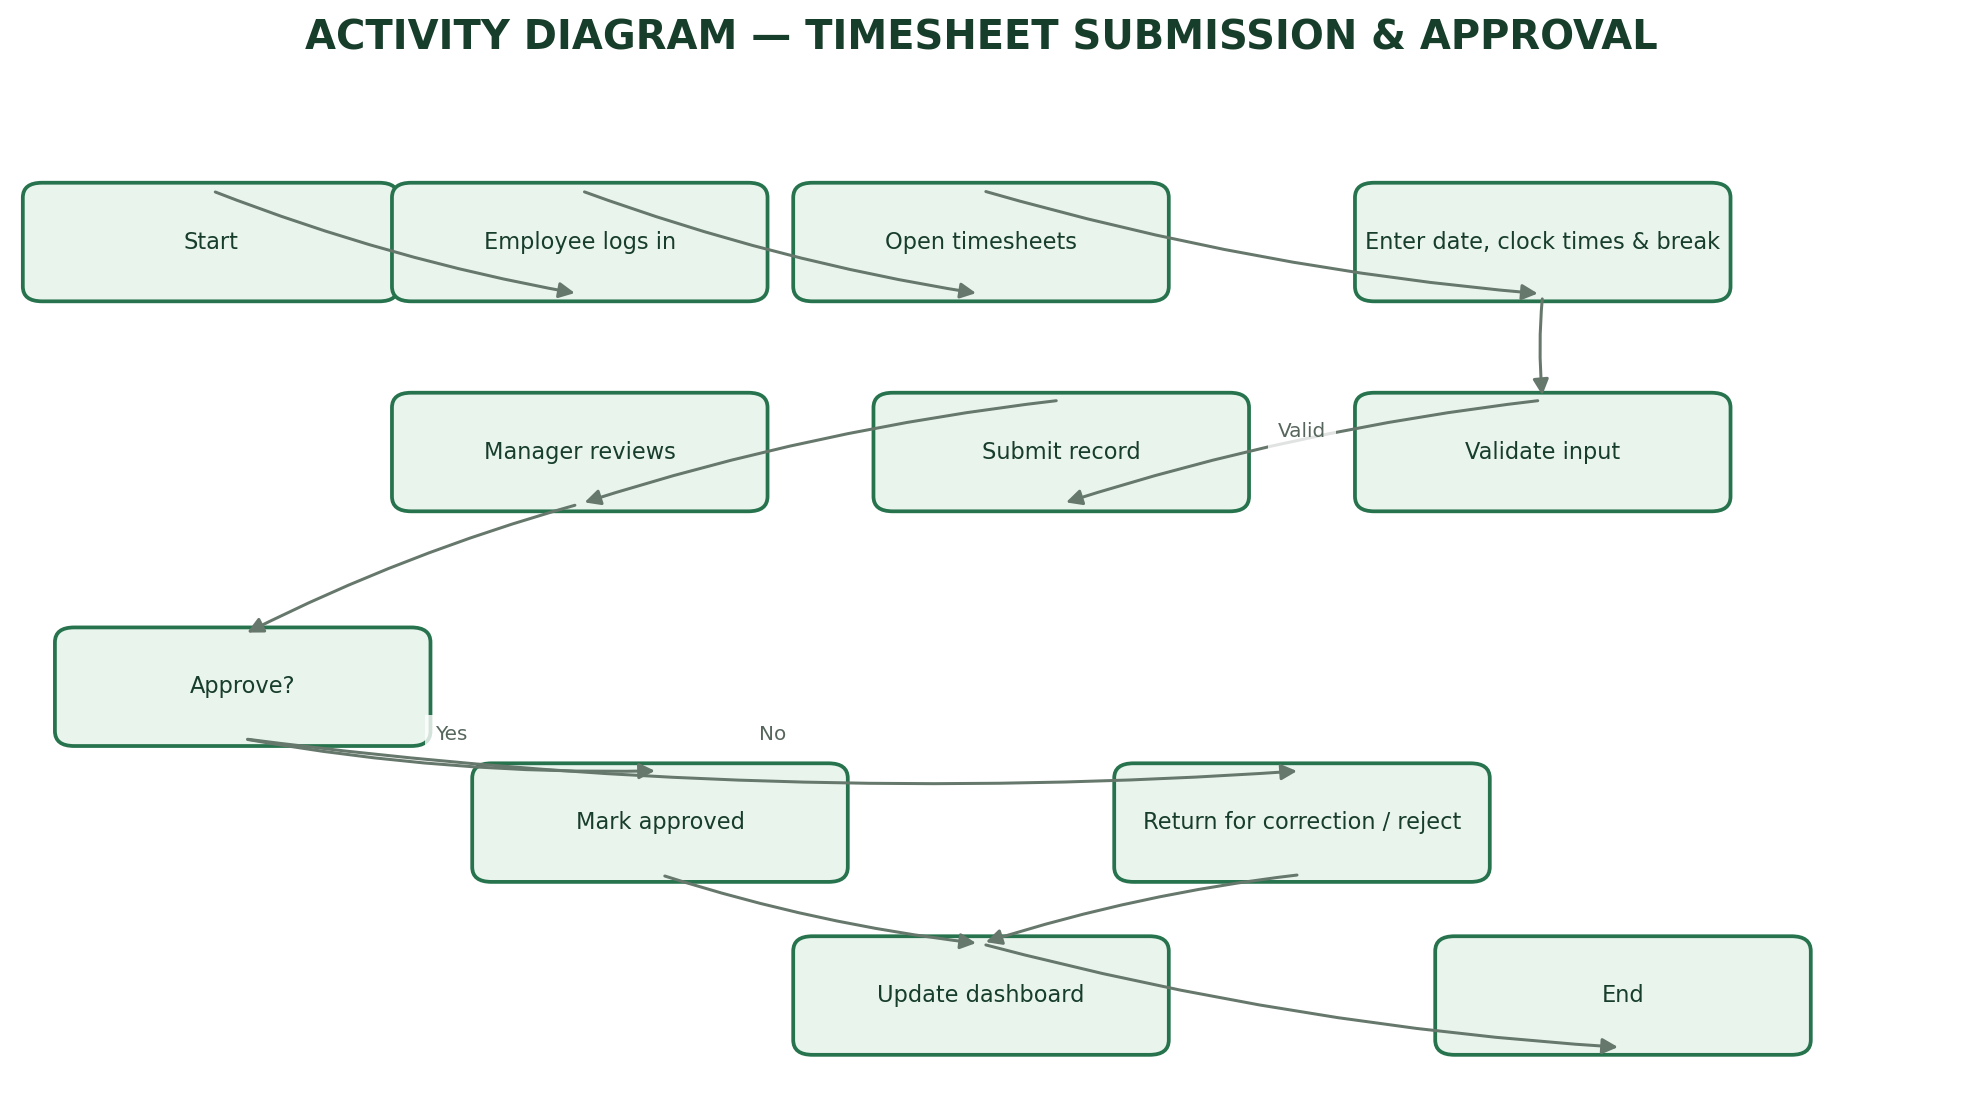 ACTIVITY DIAGRAM — TIMESHEET SUBMISSION & APPROVAL
Start
Employee logs in
Open timesheets
Enter date, clock times & break
Manager reviews
Submit record
Valid
Validate input
Approve?
Yes
No
Mark approved
Return for correction / reject
Update dashboard
End